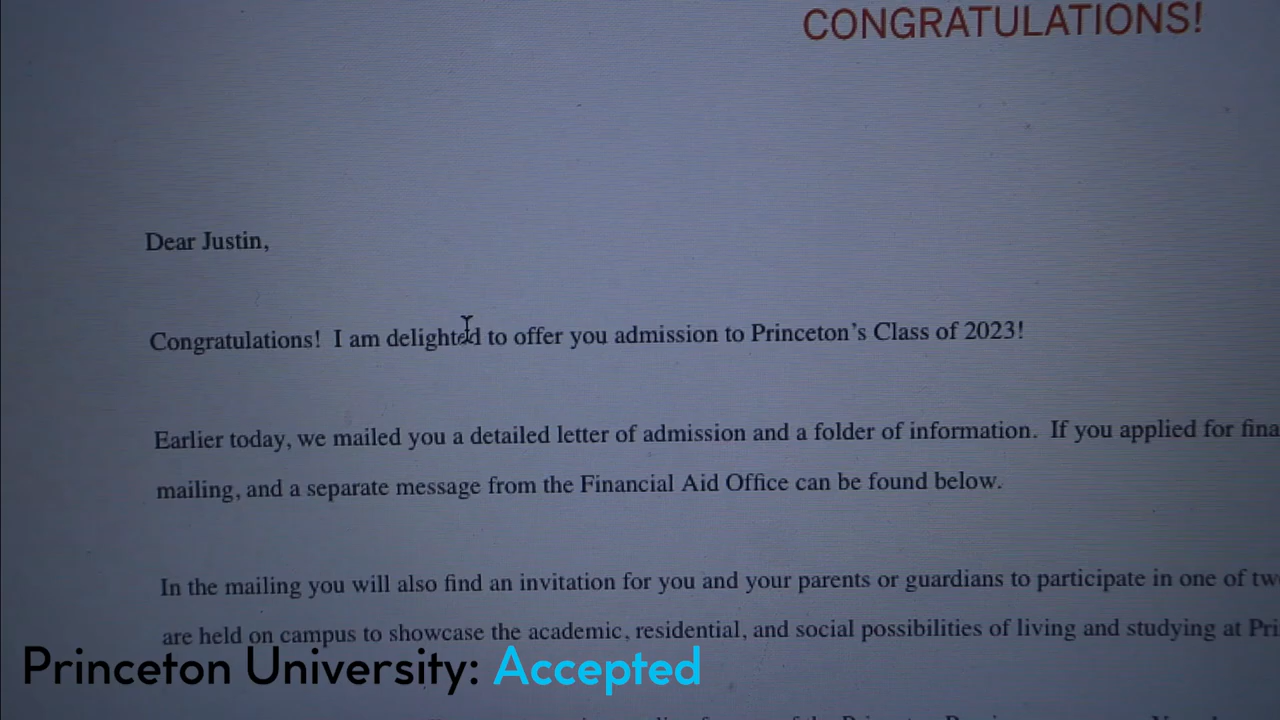 CONGRATULATIONS!
Dear Justin,
Congratulations!  I am delighted to offer you admission to Princeton's Class of 2023!
Earlier today, we mailed you a detailed letter of admission and a folder of information.  If you applied for fina
mailing, and a separate message from the Financial Aid Office can be found below.
In the mailing you will also find an invitation for you and your parents or guardians to participate in one of tw
are held on campus to showcase the academic, residential, and social possibilities of living and studying at Pri
Princeton University: Accepted